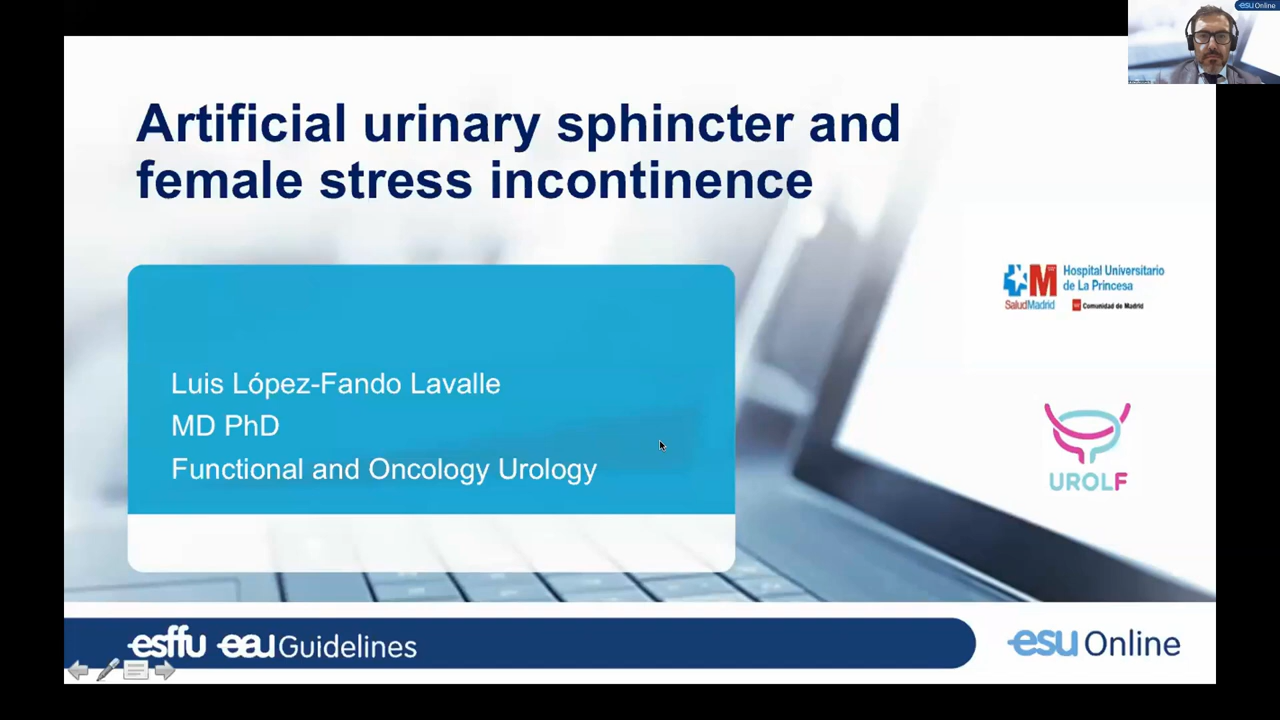 esu Online
Artificial urinary sphincter and
female stress incontinence
Hospital Universitario
de La Princesa
SaludMadrid
Comunidad de Madrid
Luis López-Fando Lavalle
MD PhD
Functional and Oncology Urology
UROLF
esffu eau Guidelines
esu Online